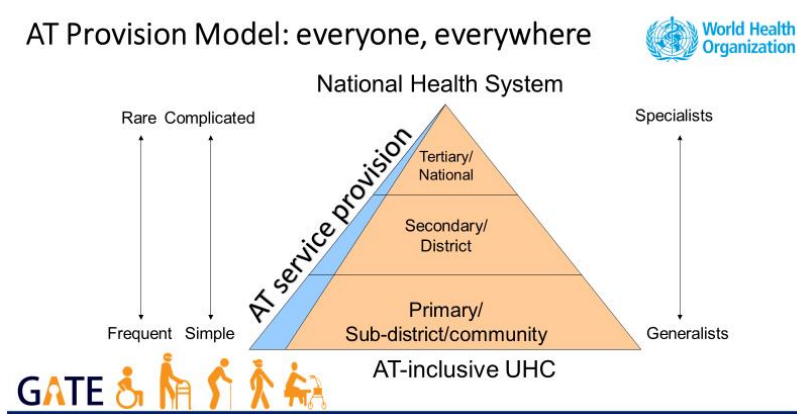 AT Provision Model: everyone, everywhere
World Health
Organization
National Health System
Rare Complicated
Specialists
AT service provision
Tertiary/
National
Secondary/
District
Primary/
Sub-district/community
Frequent Simple
Generalists
AT-inclusive UHC
GATE